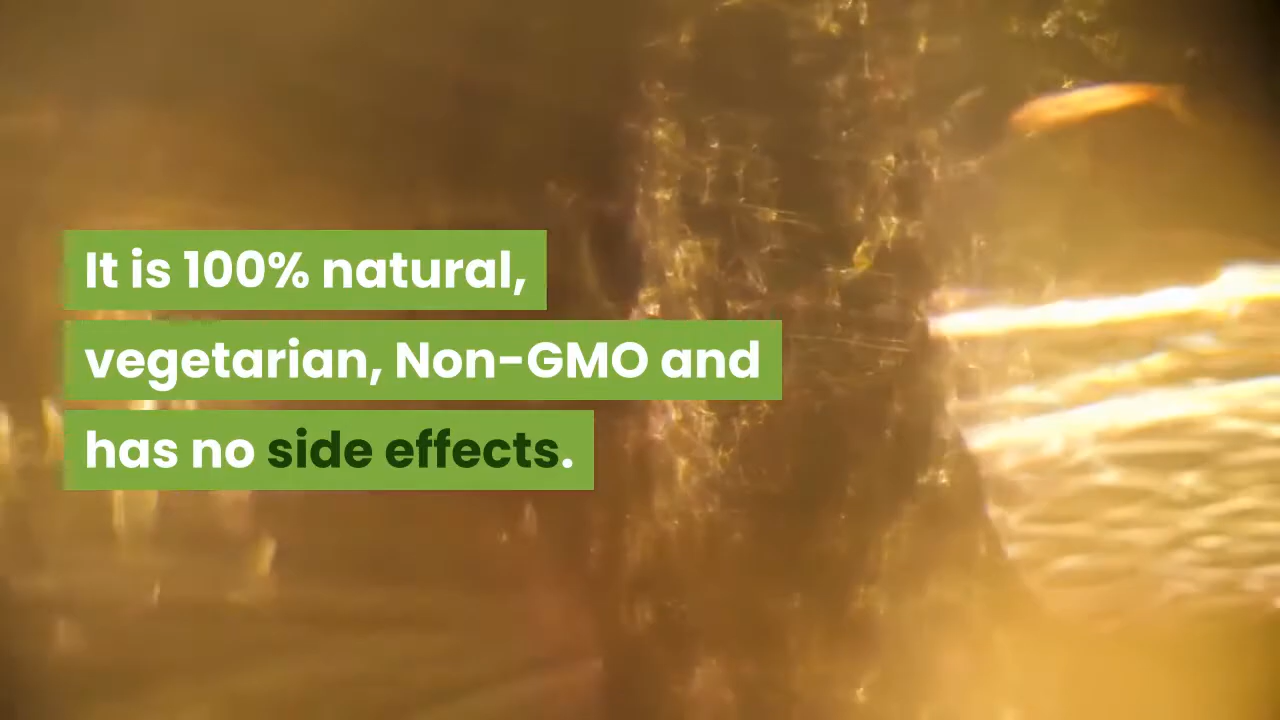 It is 100% natural,
vegetarian, Non-GMO and
has no side effects.